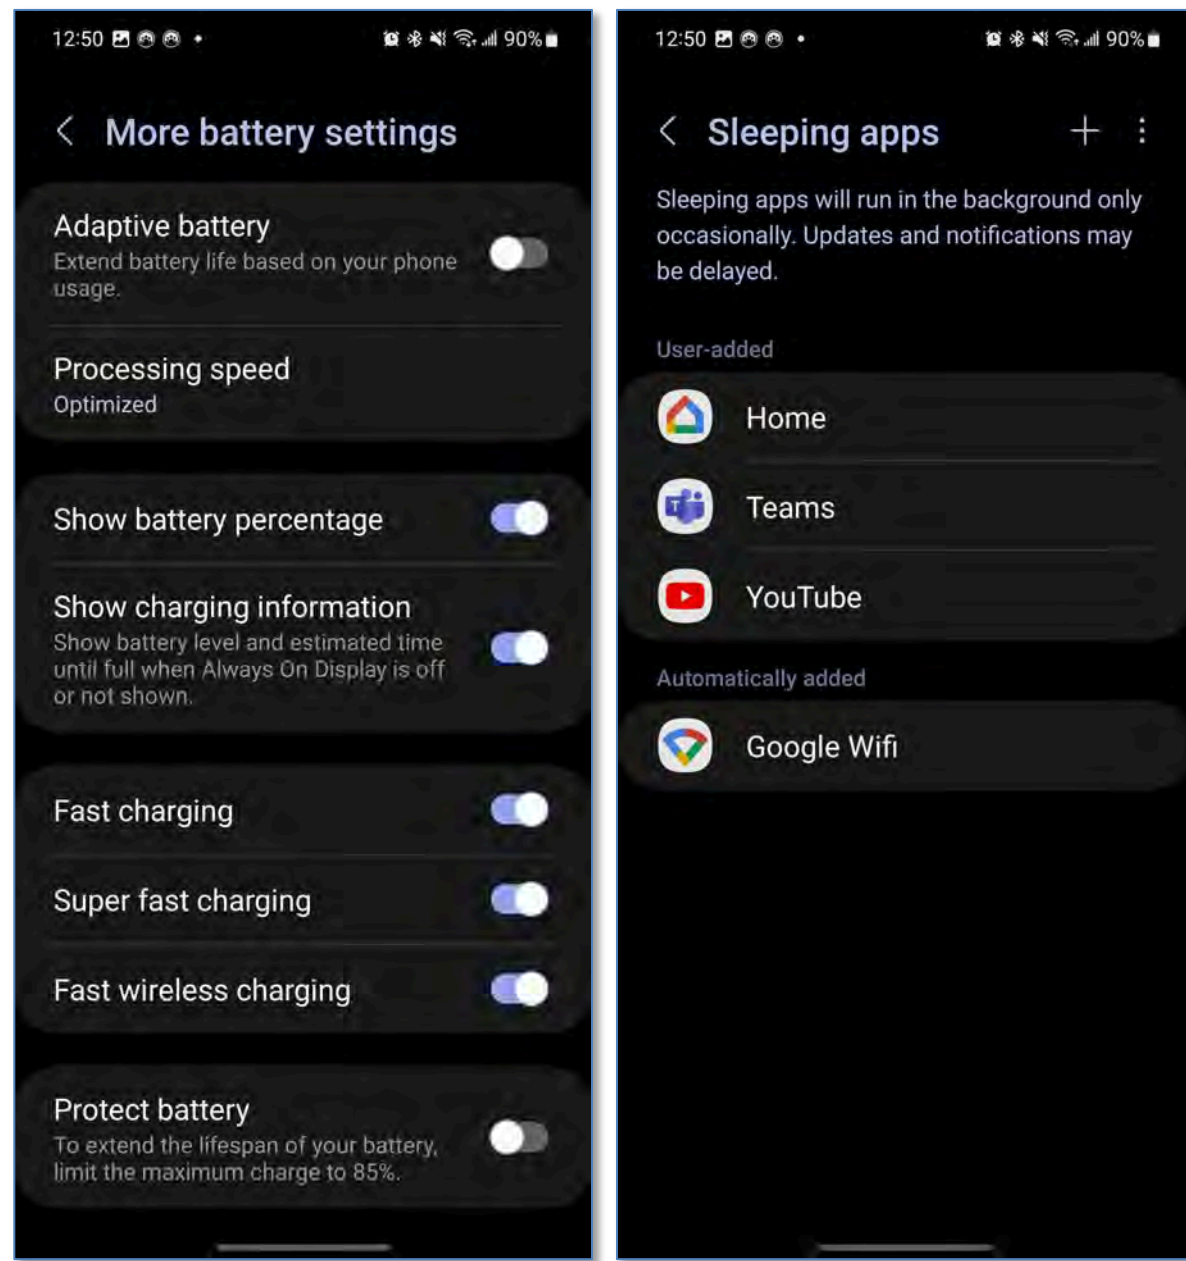 12:50 90%
More battery settings
Adaptive battery
Extend battery life based on your phone
usage.
Processing speed
Optimized
Show battery percentage
Show charging information
Show battery level and estimated time
until full when Always On Display is off
or not shown.
Fast charging
Super fast charging
Fast wireless charging
Protect battery
To extend the lifespan of your battery,
limit the maximum charge to 85%.
12:50 90%
Sleeping apps
Sleeping apps will run in the background only
occasionally. Updates and notifications may
be delayed.
User-added
Home
Teams
YouTube
Automatically added
Google Wifi